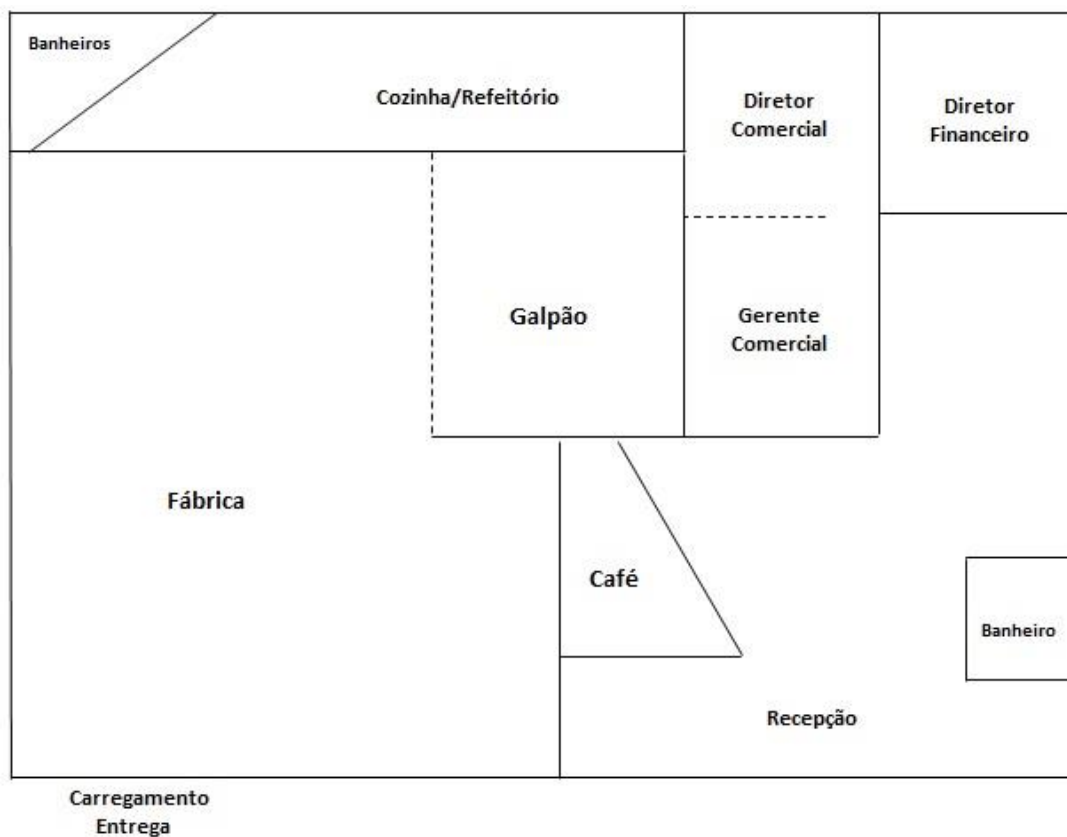 Banheiros
Cozinha/Refeitório
Diretor
Comercial
Diretor
Financeiro
Galpão
Gerente
Comercial
Fábrica
Café
Banheiro
Recepção
Carregamento
Entrega